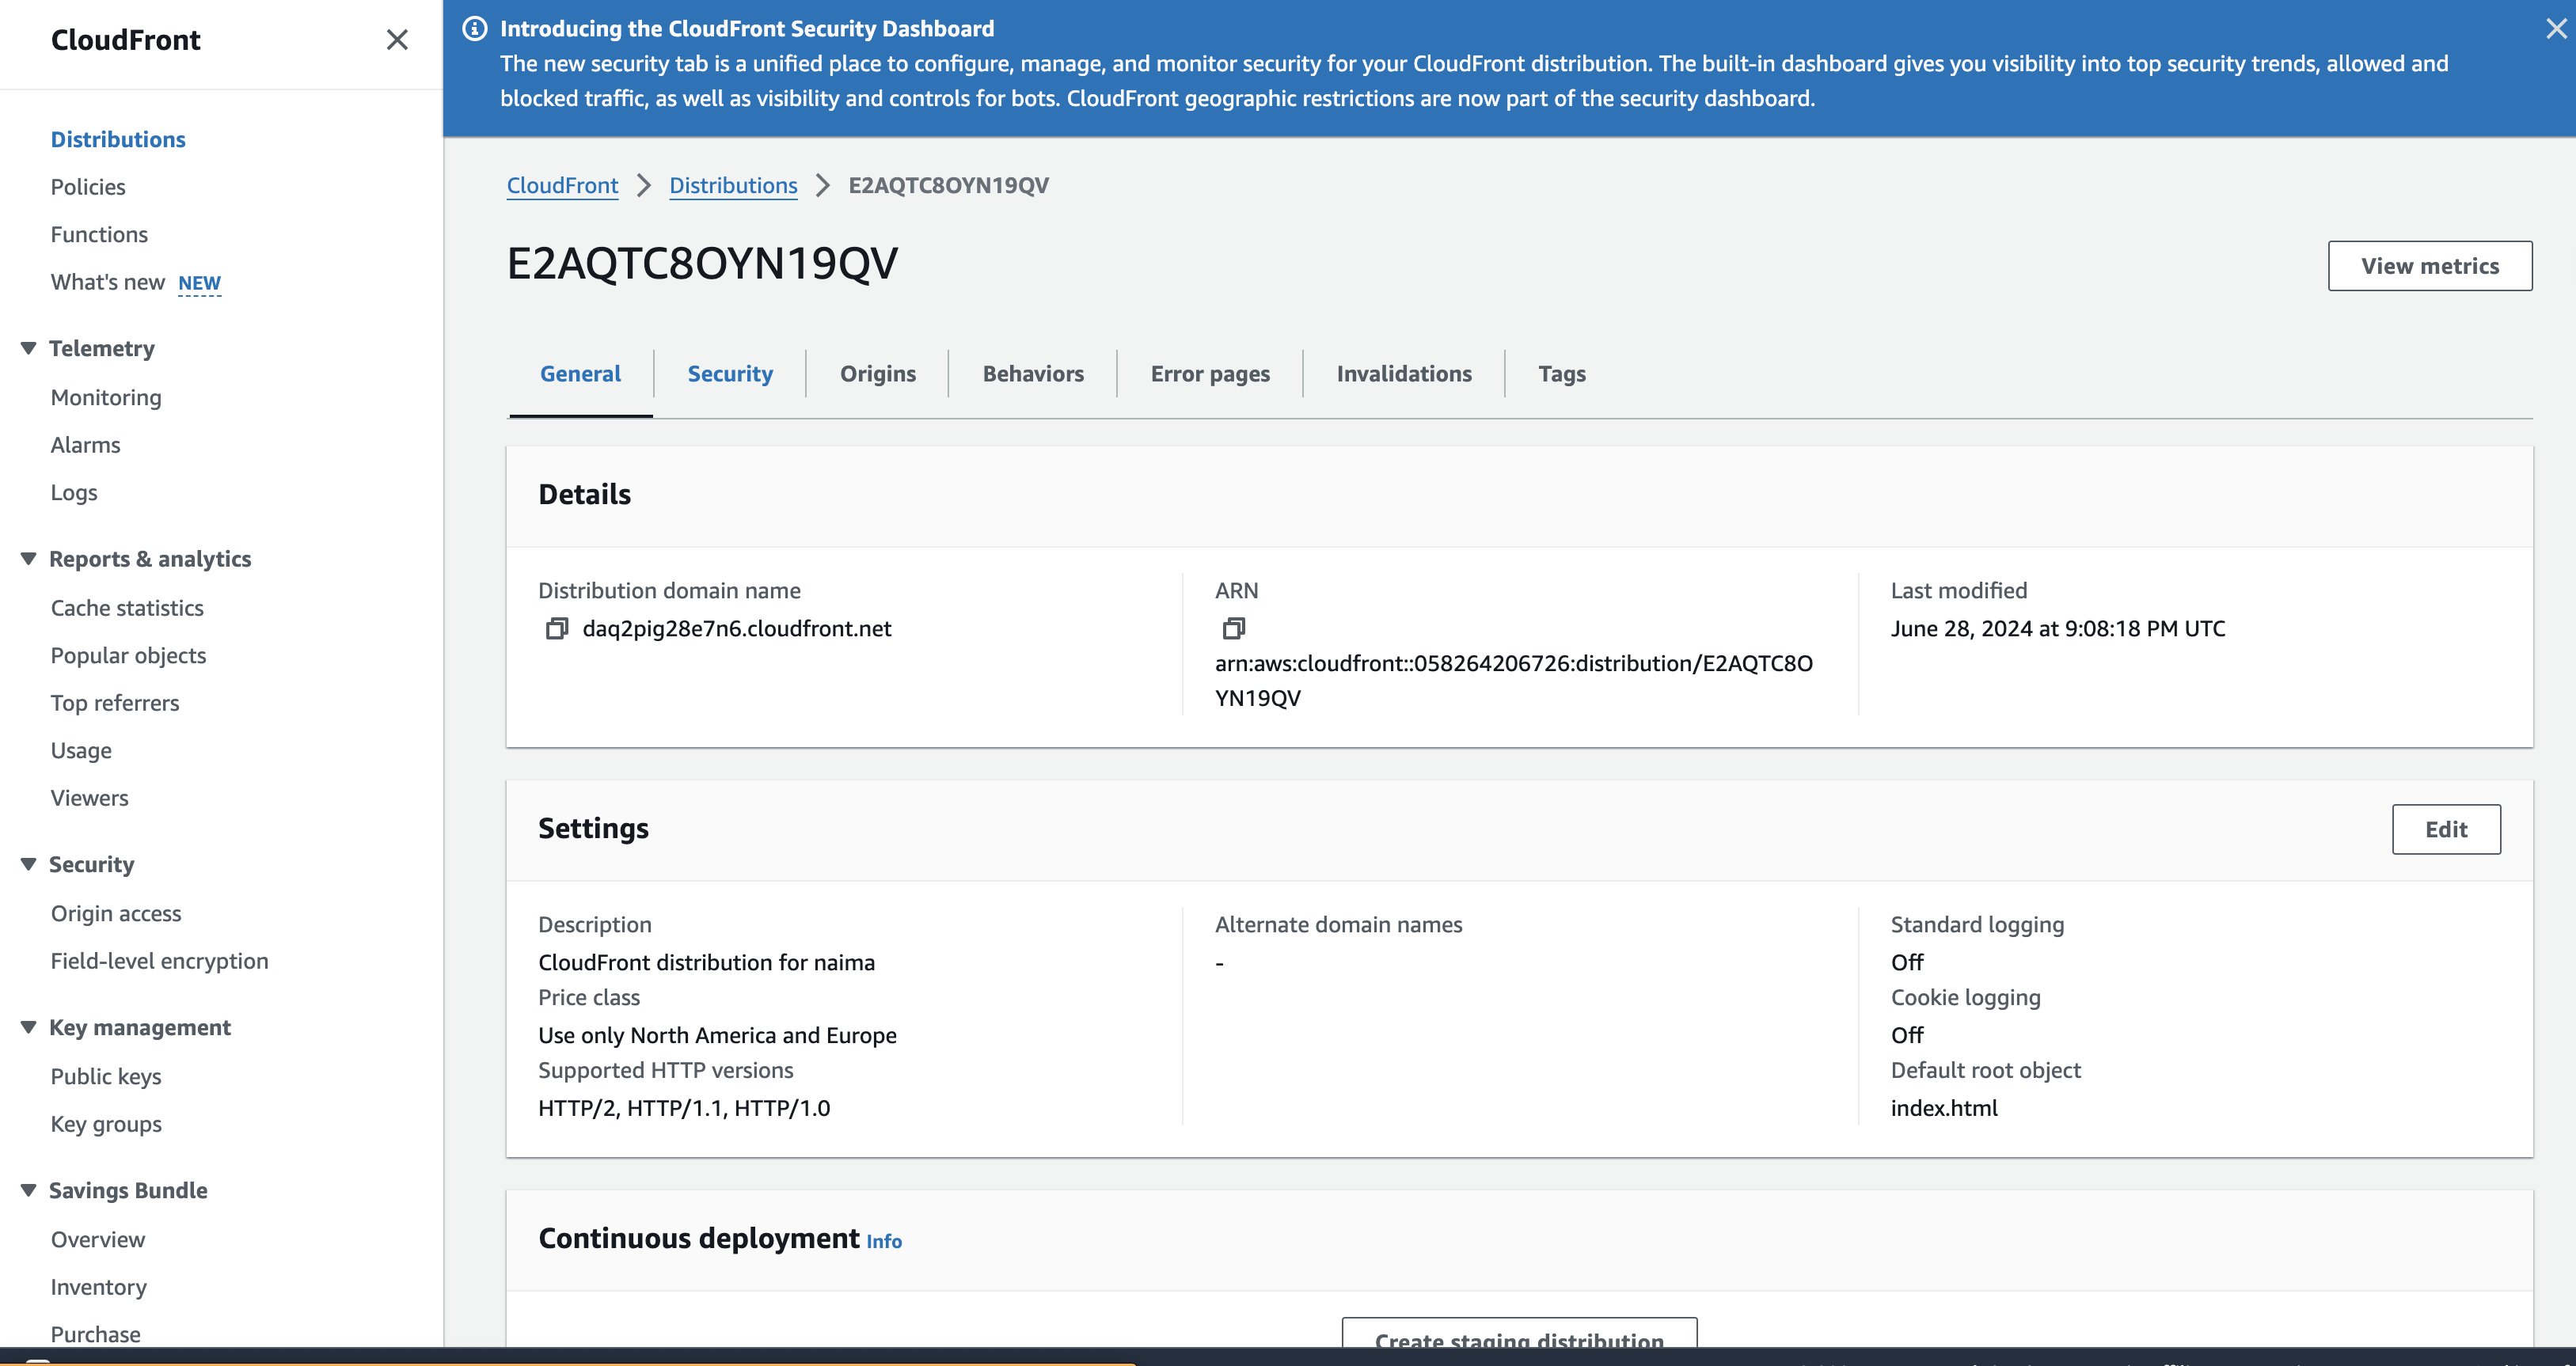 CloudFront
Distributions
Policies
Functions
What's new NEW
Telemetry
Monitoring
Alarms
Logs
Reports & analytics
Cache statistics
Popular objects
Top referrers
Usage
Viewers
Security
Origin access
Field-level encryption
Key management
Public keys
Key groups
Savings Bundle
Overview
Inventory
Purchase
Introducing the CloudFront Security Dashboard
The new security tab is a unified place to configure, manage, and monitor security for your CloudFront distribution. The built-in dashboard gives you visibility into top security trends, allowed and
blocked traffic, as well as visibility and controls for bots. CloudFront geographic restrictions are now part of the security dashboard.
CloudFront > Distributions > E2AQTC8OYN19QV
E2AQTC8OYN19QV
View metrics
General Security Origins Behaviors Error pages Invalidations Tags
Details
Distribution domain name
daq2pig28e7n6.cloudfront.net
ARN
arn:aws:cloudfront::058264206726:distribution/E2AQTC8O
YN19QV
Last modified
June 28, 2024 at 9:08:18 PM UTC
Settings
Edit
Description
CloudFront distribution for naima
Price class
Use only North America and Europe
Supported HTTP versions
HTTP/2, HTTP/1.1, HTTP/1.0
Alternate domain names
-
Standard logging
Off
Cookie logging
Off
Default root object
index.html
Continuous deployment Info
Create staging distribution